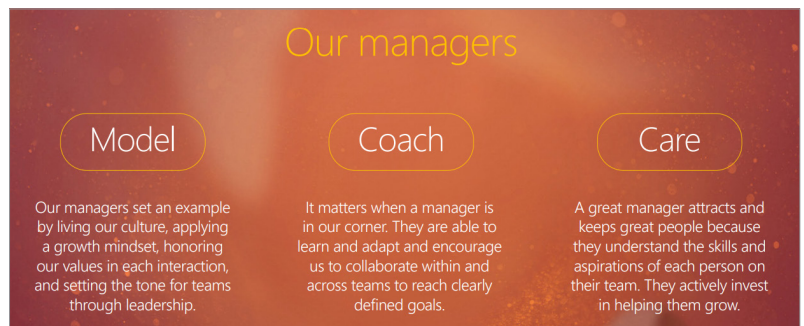 Our managers
Model
Our managers set an example
by living our culture, applying
a growth mindset, honoring
our values in each interaction,
and setting the tone for teams
through leadership.
Coach
It matters when a manager is
in our corner. They are able to
learn and adapt and encourage
us to collaborate within and
across teams to reach clearly
defined goals.
Care
A great manager attracts and
keeps great people because
they understand the skills and
aspirations of each person on
their team. They actively invest
in helping them grow.